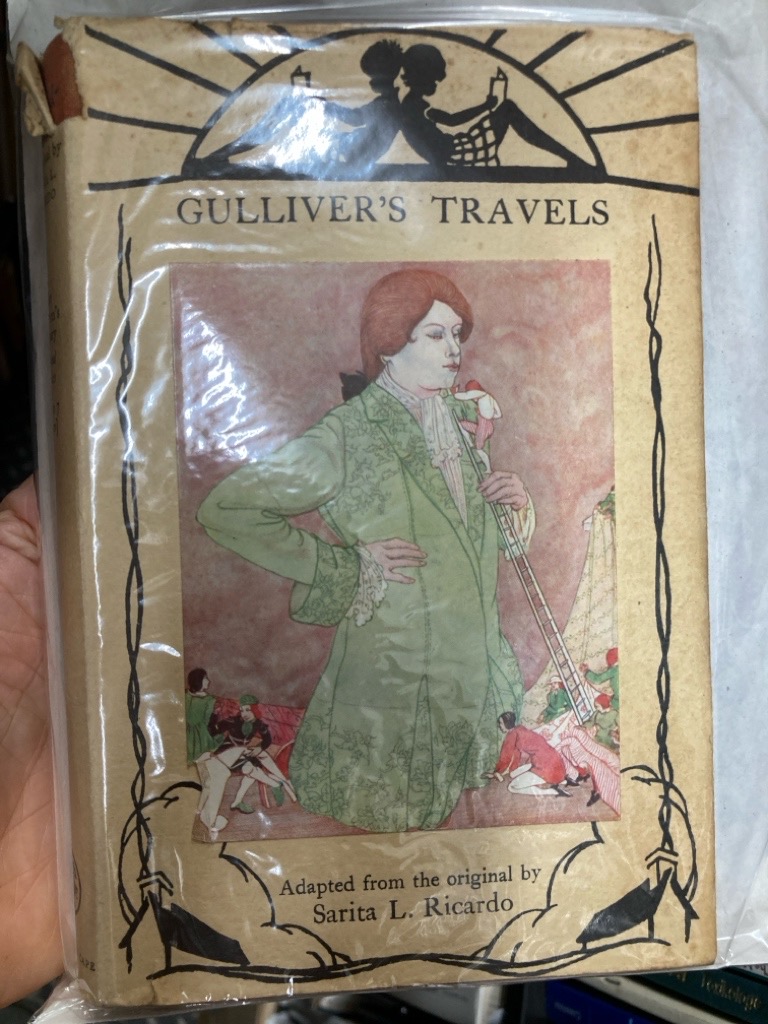 GULLIVER'S TRAVELS
Adapted from the original by
Sarita L. Ricardo